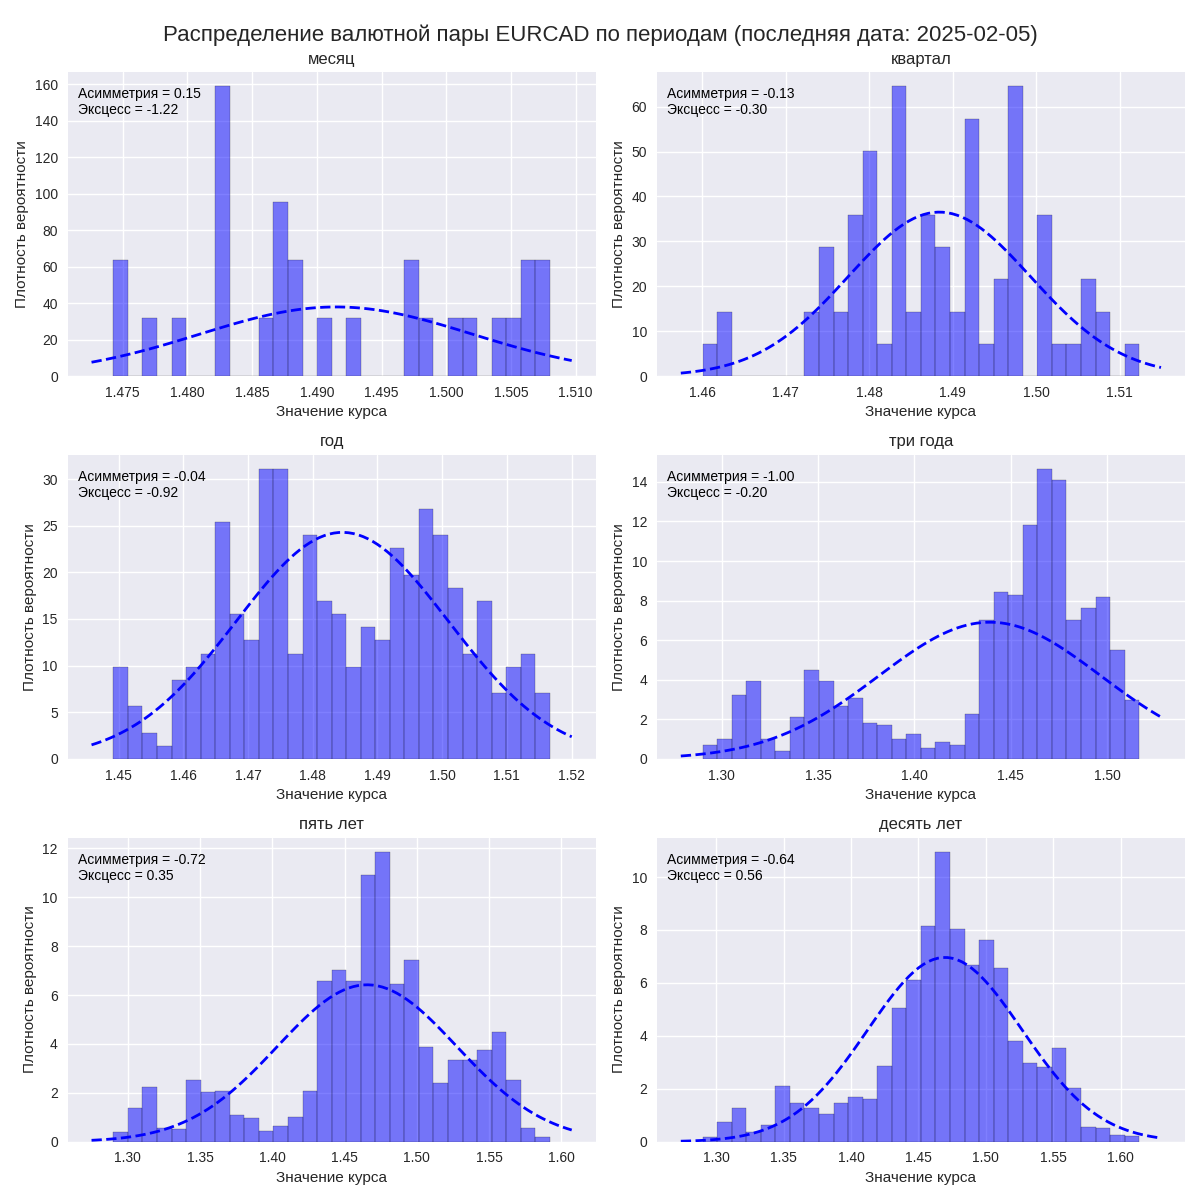 Распределение валютной пары EURCAD по периодам (последняя дата: 2025-02-05)
месяц
Асимметрия = 0.15
Эксцесс = -1.22
Плотность вероятности
160
140
120
100
80
60
40
20
0
1.475 1.480 1.485 1.490 1.495 1.500 1.505 1.510
Значение курса
квартал
Асимметрия = -0.13
Эксцесс = -0.30
Плотность вероятности
60
50
40
30
20
10
0
1.46 1.47 1.48 1.49 1.50 1.51
Значение курса
год
Асимметрия = -0.04
Эксцесс = -0.92
Плотность вероятности
30
25
20
15
10
5
0
1.45 1.46 1.47 1.48 1.49 1.50 1.51 1.52
Значение курса
три года
Асимметрия = -1.00
Эксцесс = -0.20
Плотность вероятности
14
12
10
8
6
4
2
0
1.30 1.35 1.40 1.45 1.50
Значение курса
пять лет
Асимметрия = -0.72
Эксцесс = 0.35
Плотность вероятности
12
10
8
6
4
2
0
1.30 1.35 1.40 1.45 1.50 1.55 1.60
Значение курса
десять лет
Асимметрия = -0.64
Эксцесс = 0.56
Плотность вероятности
10
8
6
4
2
0
1.30 1.35 1.40 1.45 1.50 1.55 1.60
Значение курса